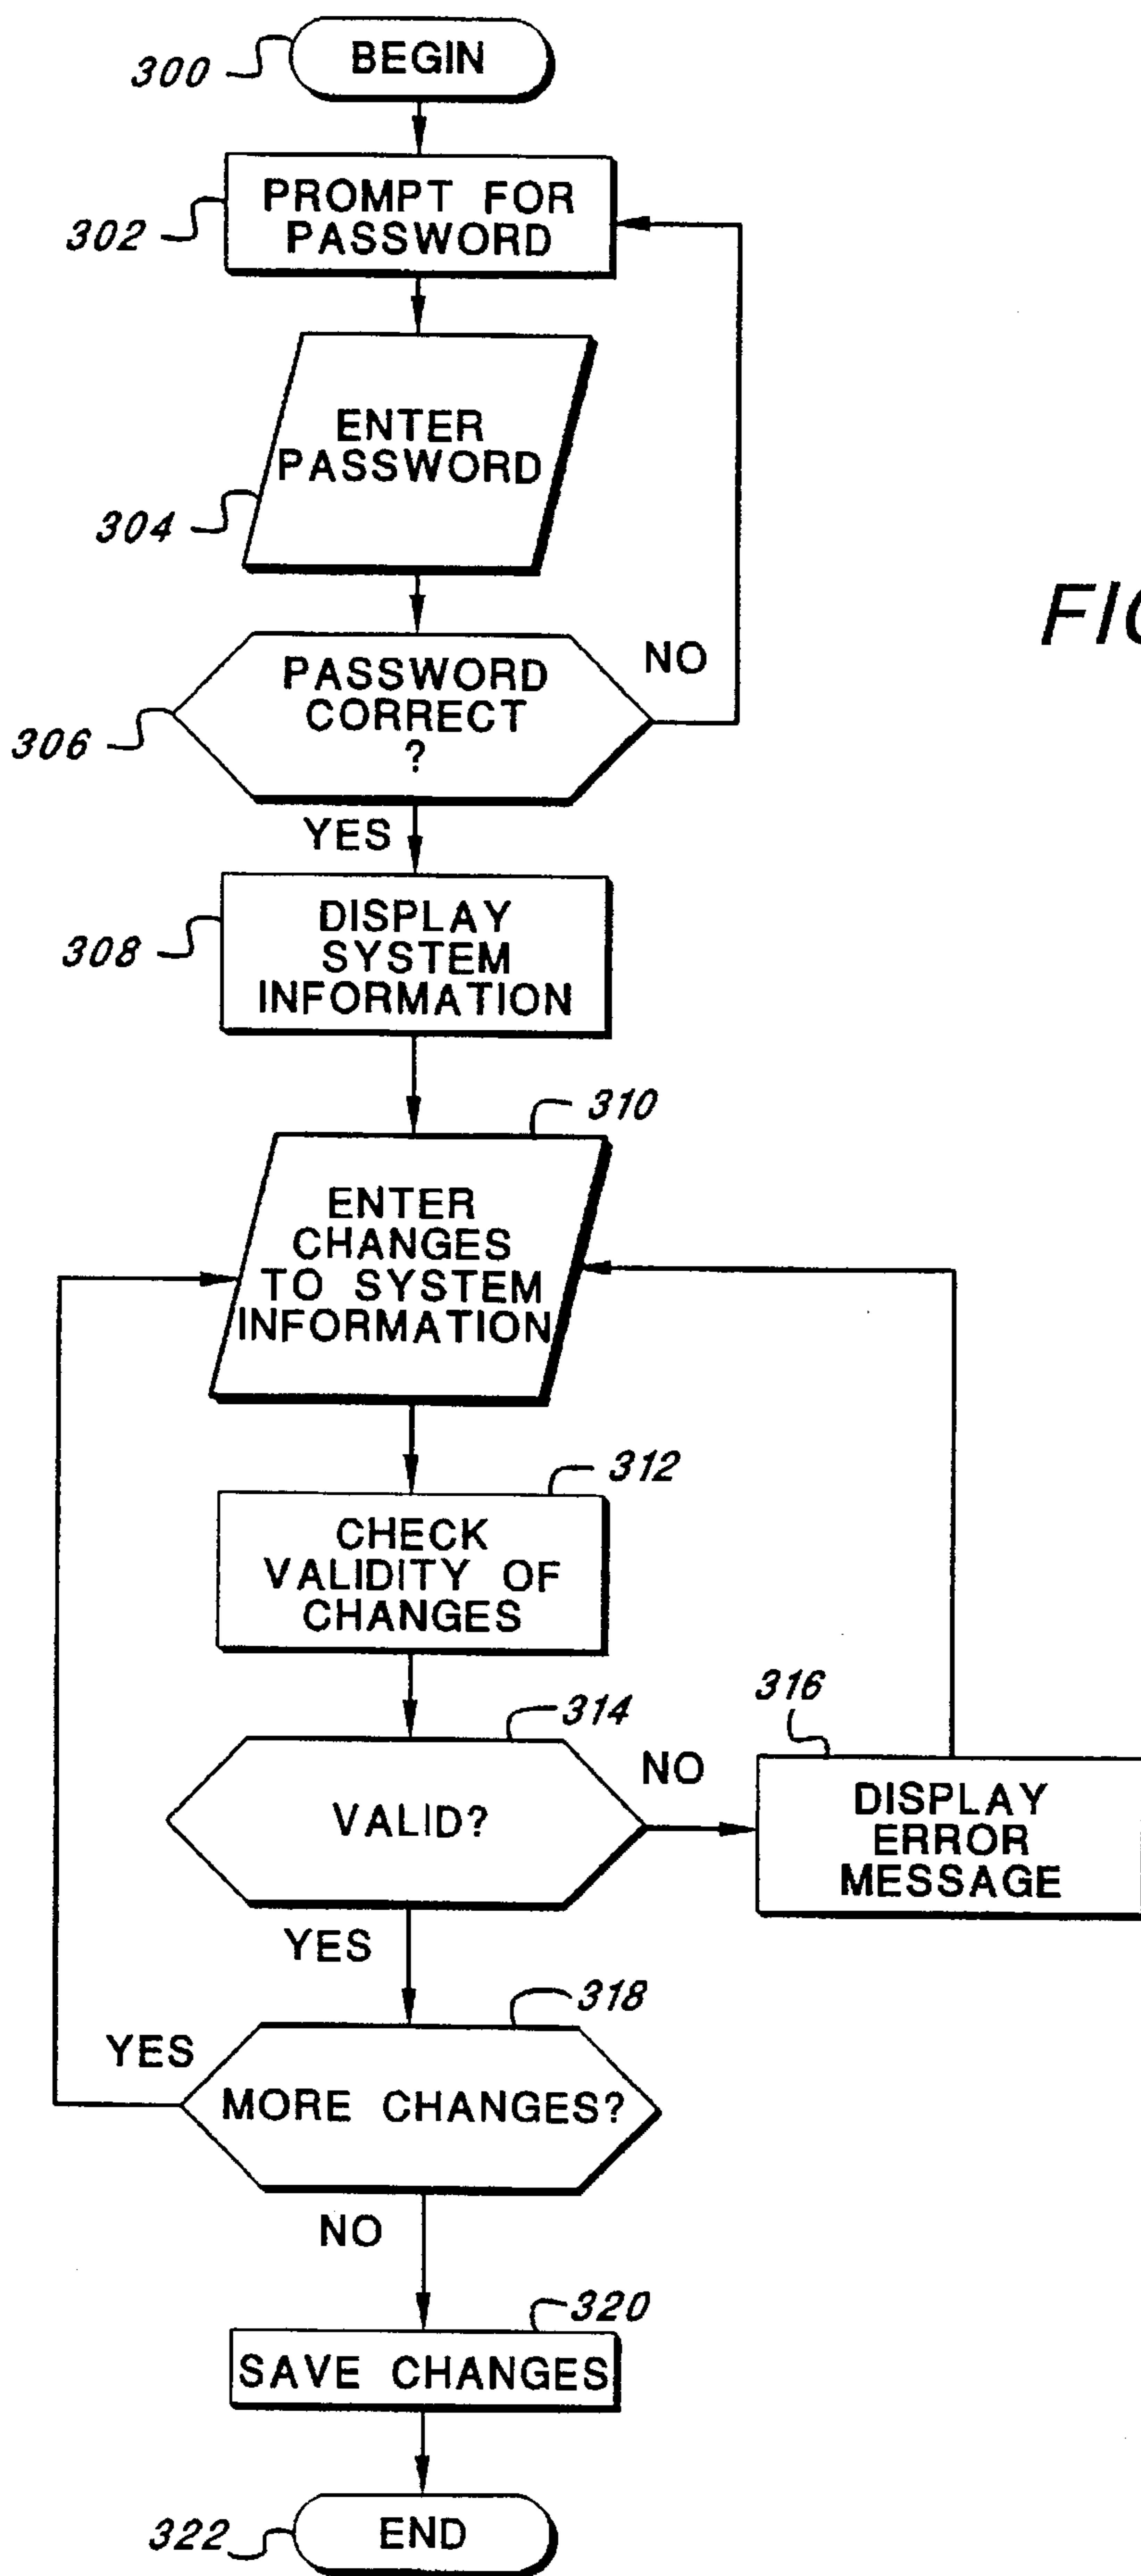 300
BEGIN
302
PROMPT FOR
PASSWORD
304
ENTER
PASSWORD
306
PASSWORD
CORRECT
?
NO
YES
308
DISPLAY
SYSTEM
INFORMATION
310
ENTER
CHANGES
TO SYSTEM
INFORMATION
312
CHECK
VALIDITY OF
CHANGES
314
VALID?
NO
316
DISPLAY
ERROR
MESSAGE
YES
318
YES
MORE CHANGES?
NO
320
SAVE CHANGES
322
END